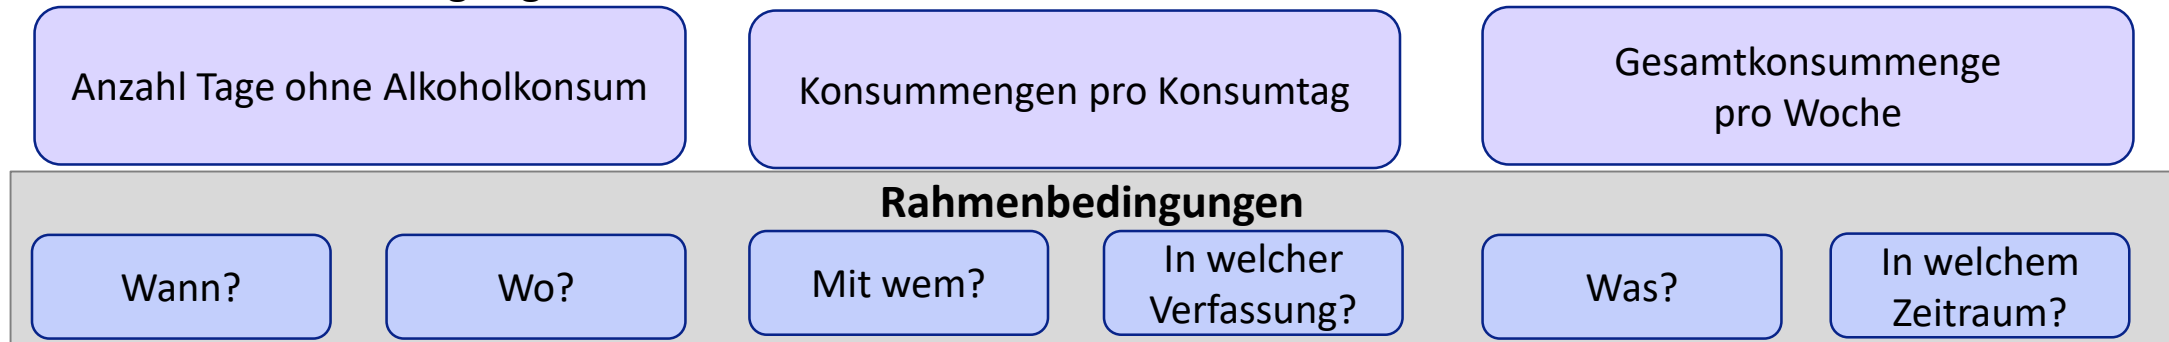 Anzahl Tage ohne Alkoholkonsum
Konsummengen pro Konsumtag
Gesamtkonsummenge
pro Woche
Rahmenbedingungen
Wann?
Wo?
Mit wem?
In welcher
Verfassung?
Was?
In welchem
Zeitraum?